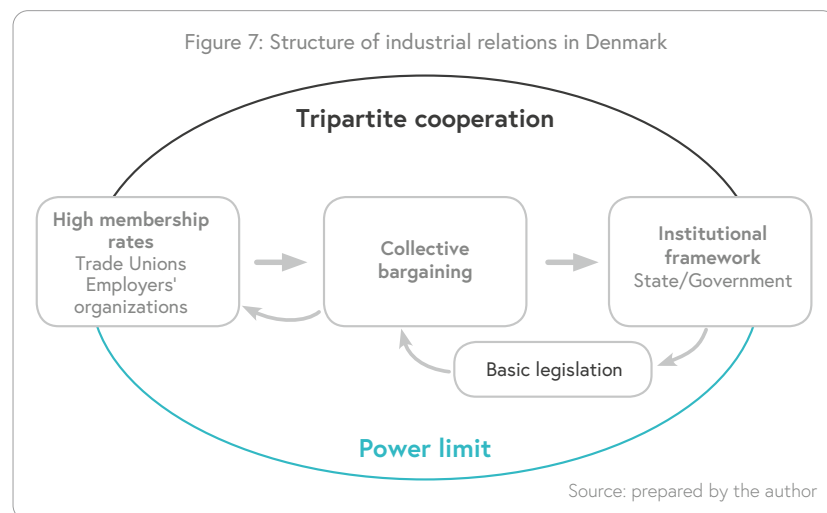 Figure 7: Structure of industrial relations in Denmark
Tripartite cooperation
High membership
rates
Trade Unions
Employers'
organizations
Collective
bargaining
Institutional
framework
State/Government
Basic legislation
Power limit
Source: prepared by the author